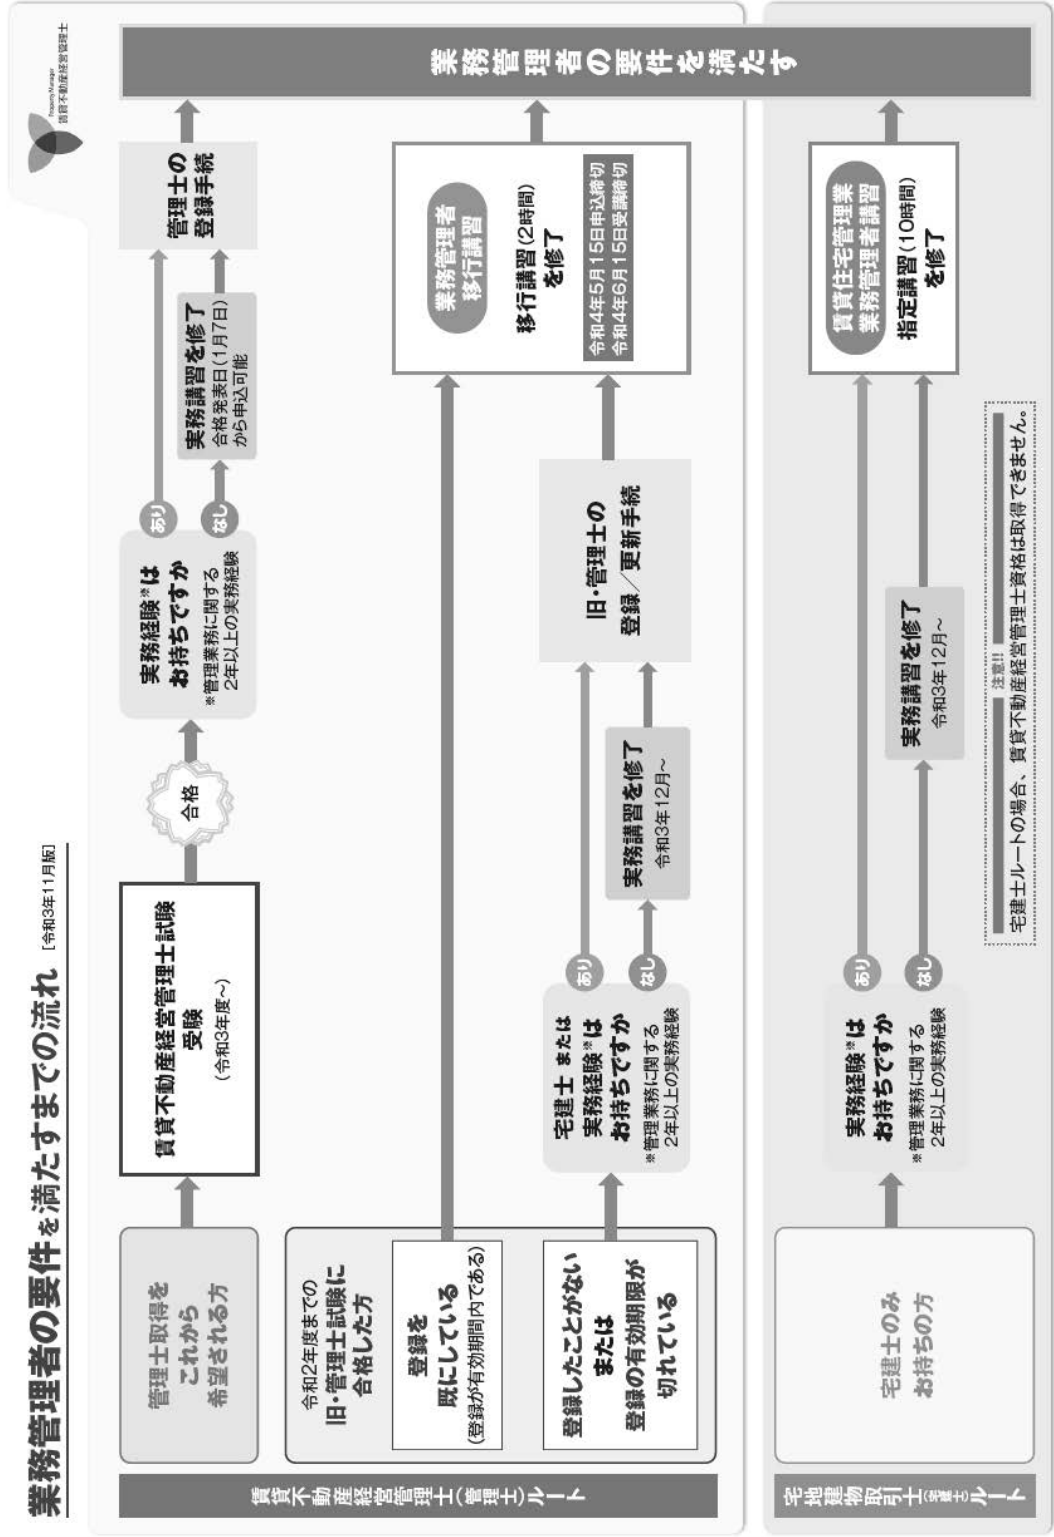 業務管理者の要件を満たすまでの流れ [令和3年11月版]
PropertyManager
賃貸不動産経営管理士
賃貸不動産経営管理士(管理士)ルート
管理士取得を
これから
希望される方
賃貸不動産経営管理士試験
受験
(令和3年度～)
合格
実務経験※は
お持ちですか
※管理業務に関する
2年以上の実務経験
あり
なし
実務講習を修了
合格発表日(1月7日)
から申込可能
管理士の
登録手続
令和2年度までの
旧・管理士試験に
合格した方
登録を
既にしている
(登録が有効期間内である)
登録したことがない
または
登録の有効期限が
切れている
宅建士 または
実務経験※は
お持ちですか
※管理業務に関する
2年以上の実務経験
あり
なし
実務講習を修了
令和3年12月～
旧・管理士の
登録／更新手続
業務管理者
移行講習
移行講習(2時間)
を修了
令和4年5月15日申込締切
令和4年6月15日受講締切
宅地建物取引士(宅建士)ルート
宅建士のみ
お持ちの方
実務経験※は
お持ちですか
※管理業務に関する
2年以上の実務経験
あり
なし
実務講習を修了
令和3年12月～
賃貸住宅管理業
業務管理者講習
指定講習(10時間)
を修了
注意!!
宅建士ルートの場合、賃貸不動産経営管理士資格は取得できません。
業務管理者の要件を満たす